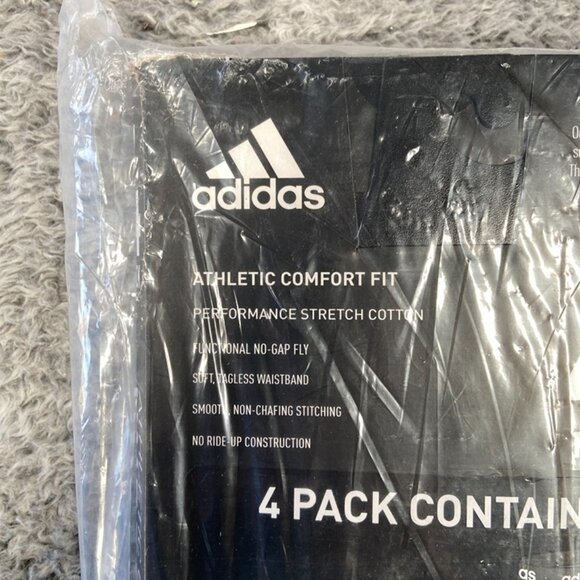 adidas
ATHLETIC COMFORT FIT
PERFORMANCE STRETCH COTTON
FUNCTIONAL NO-GAP FLY
SOFT, TAGLESS WAISTBAND
SMOOTH, NON-CHAFING STITCHING
NO RIDE-UP CONSTRUCTION
4 PACK CONTAIN